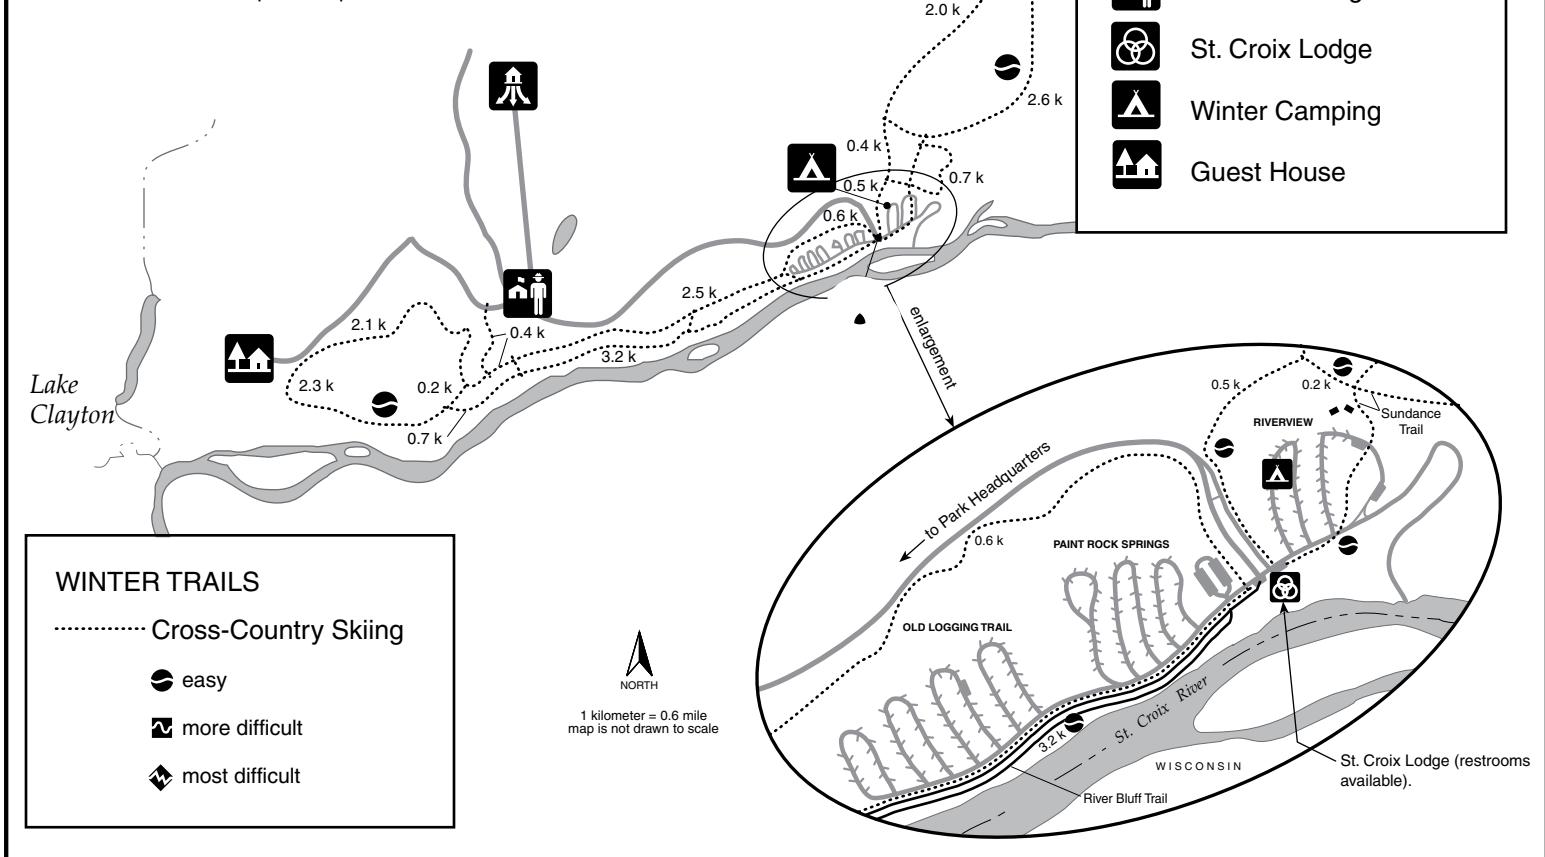 2.0 k
St. Croix Lodge
2.6 k
Winter Camping
0.4 k
Guest House
0.7 k
0.5 k
0.6 k
2.5 k
2.1 k
0.4 k
enlargement
3.2 k
Lake
Clayton
2.3 k
0.2 k
0.7 k
0.5 k
0.2 k
Sundance
Trail
RIVERVIEW
to Park Headquarters
0.6 k
PAINT ROCK SPRINGS
OLD LOGGING TRAIL
WINTER TRAILS
Cross-Country Skiing
easy
more difficult
most difficult
NORTH
1 kilometer = 0.6 mile
map is not drawn to scale
St. Croix River
3.2 k
WISCONSIN
River Bluff Trail
St. Croix Lodge (restrooms
available).